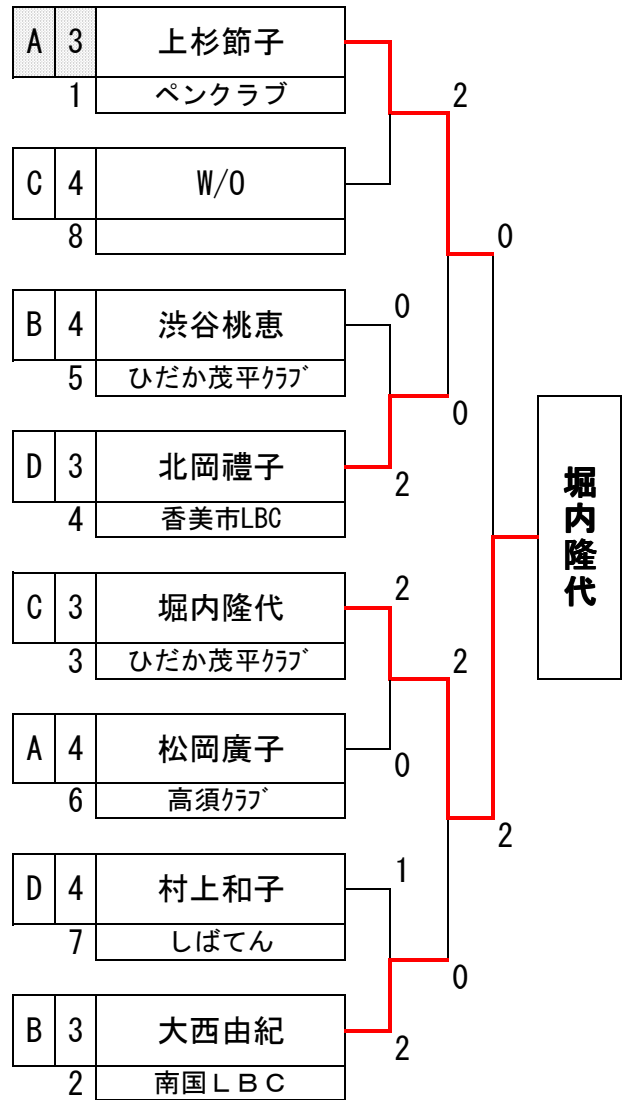 A 3 上杉節子
1 ペンクラブ
2
C 4 W/O
8
0
B 4 渋谷桃恵
0
5 ひだか茂平ｸﾗﾌﾞ
0
D 3 北岡禮子
2
4 香美市LBC
堀内隆代
C 3 堀内隆代
2
3 ひだか茂平ｸﾗﾌﾞ
2
A 4 松岡廣子
0
6 高須ｸﾗﾌﾞ
2
D 4 村上和子
1
7 しばてん
0
B 3 大西由紀
2
2 南国ＬＢＣ